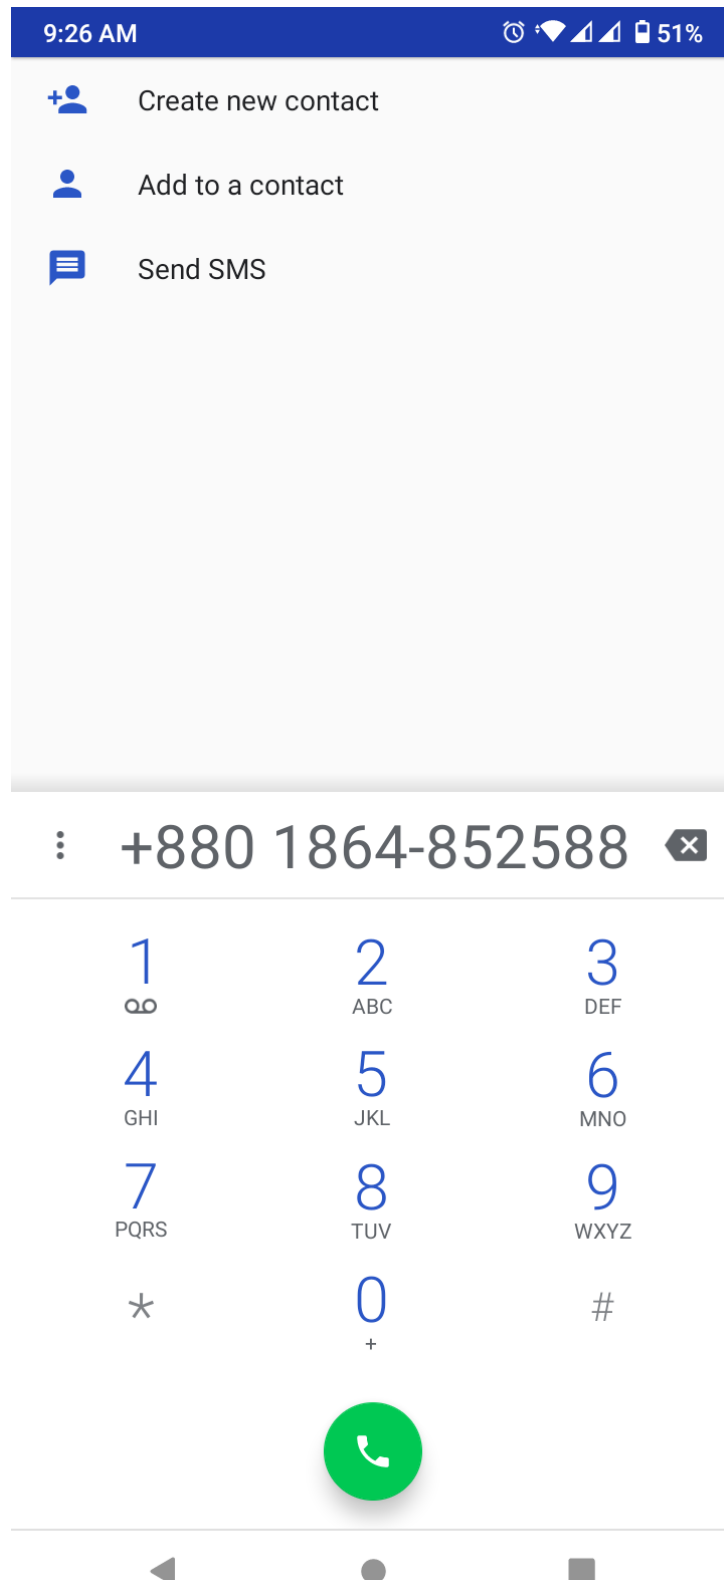 9:26 AM 51%
Create new contact
Add to a contact
Send SMS
+880 1864-852588
1 2 3
ABC DEF
4 5 6
GHI JKL MNO
7 8 9
PQRS TUV WXYZ
* 0 #
+